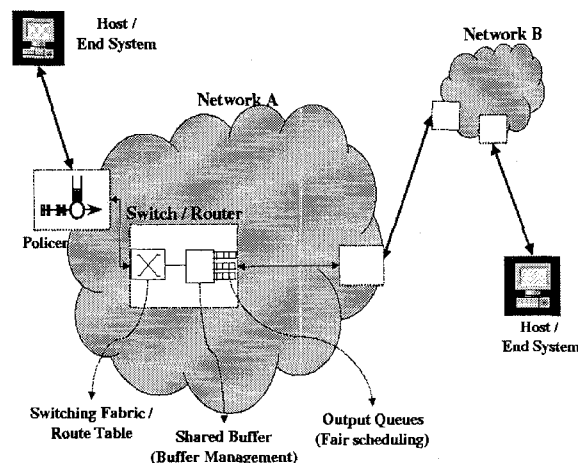 Host /
End System
Network B
Network A
Switch / Router
Policer
Host /
End System
Switching Fabric /
Route Table
Shared Buffer
(Buffer Management)
Output Queues
(Fair scheduling)